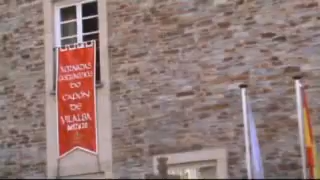 XORNADAS
GASTRONÓMICAS
DO
CAPÓN
DE
VILALBA